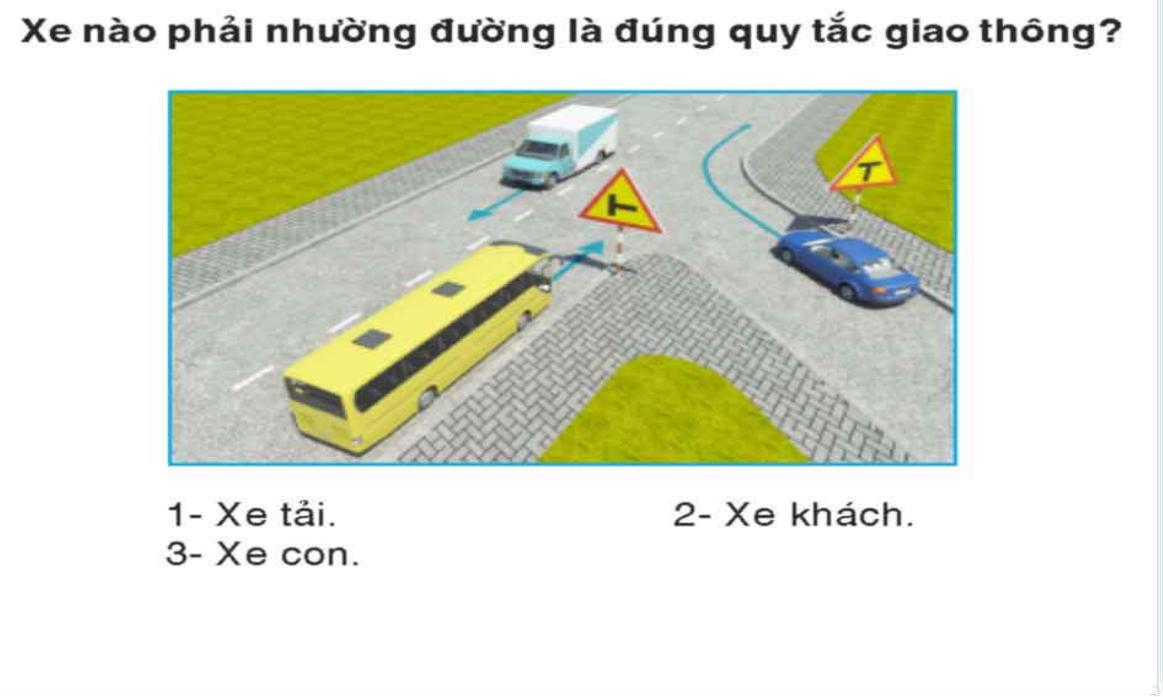 Xe nào phải nhường đường là đúng quy tắc giao thông?
1- Xe tải.
2- Xe khách.
3- Xe con.